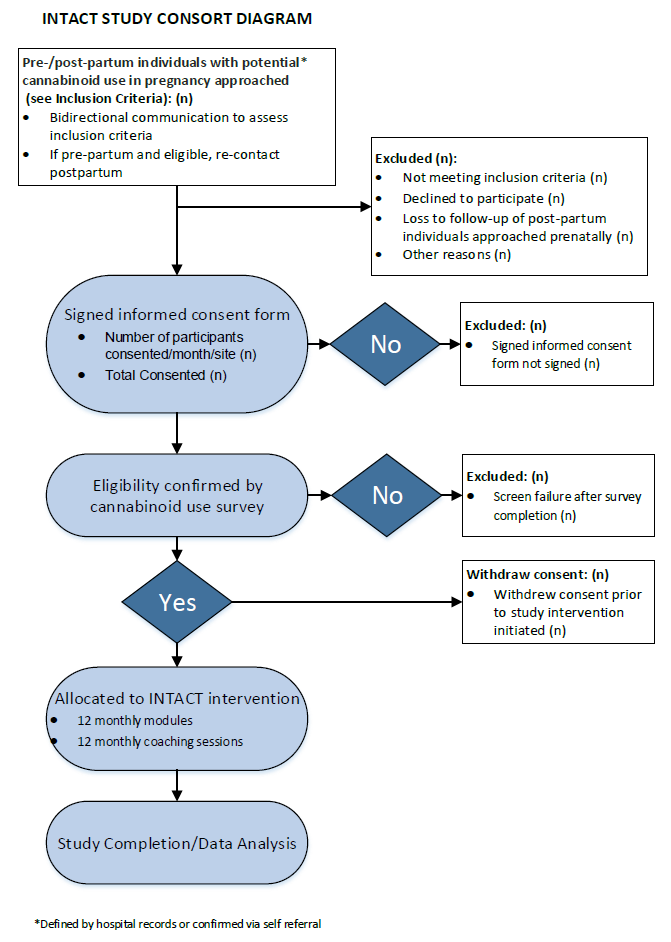 INTACT STUDY CONSORT DIAGRAM
Pre-/post-partum individuals with potential*
cannabinoid use in pregnancy approached
(see Inclusion Criteria): (n)
• Bidirectional communication to assess
inclusion criteria
• If pre-partum and eligible, re-contact
postpartum
Excluded (n):
• Not meeting inclusion criteria (n)
• Declined to participate (n)
• Loss to follow-up of post-partum
individuals approached prenatally (n)
• Other reasons (n)
Signed informed consent form
• Number of participants
consented/month/site (n)
• Total Consented (n)
No
Excluded: (n)
• Signed informed consent
form not signed (n)
Eligibility confirmed by
cannabinoid use survey
No
Excluded: (n)
• Screen failure after survey
completion (n)
Yes
Withdraw consent: (n)
• Withdrew consent prior
to study intervention
initiated (n)
Allocated to INTACT intervention
• 12 monthly modules
• 12 monthly coaching sessions
Study Completion/Data Analysis
*Defined by hospital records or confirmed via self referral